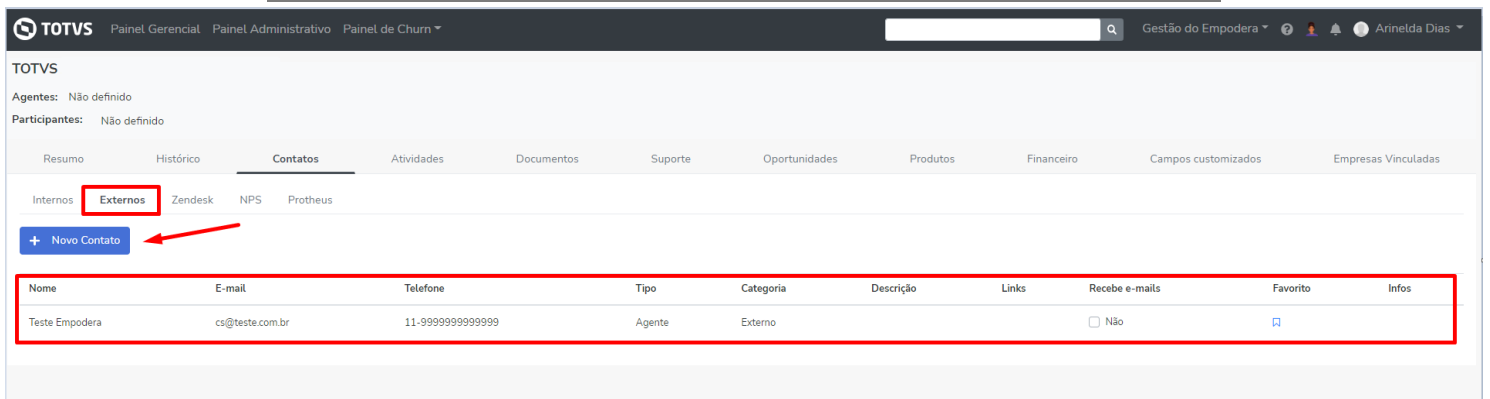 TOTVS Painel Gerencial Painel Administrativo Painel de Churn Gestão do Empodera Arinelda Dias
TOTVS
Agentes: Não definido
Participantes: Não definido
Resumo Histórico Contatos Atividades Documentos Suporte Oportunidades Produtos Financeiro Campos customizados Empresas Vinculadas
Internos Externos Zendesk NPS Protheus
+ Novo Contato
Nome E-mail Telefone Tipo Categoria Descrição Links Recebe e-mails Favorito Infos
Teste Empodera cs@teste.com.br 11-9999999999999 Agente Externo Não